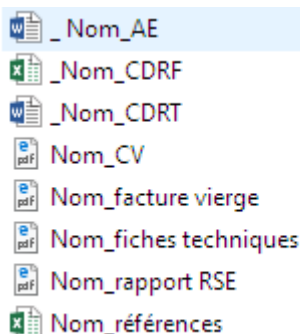 _ Nom_AE
_Nom_CDRF
_Nom_CDRT
Nom_CV
Nom_facture vierge
Nom_fiches techniques
Nom_rapport RSE
Nom_références